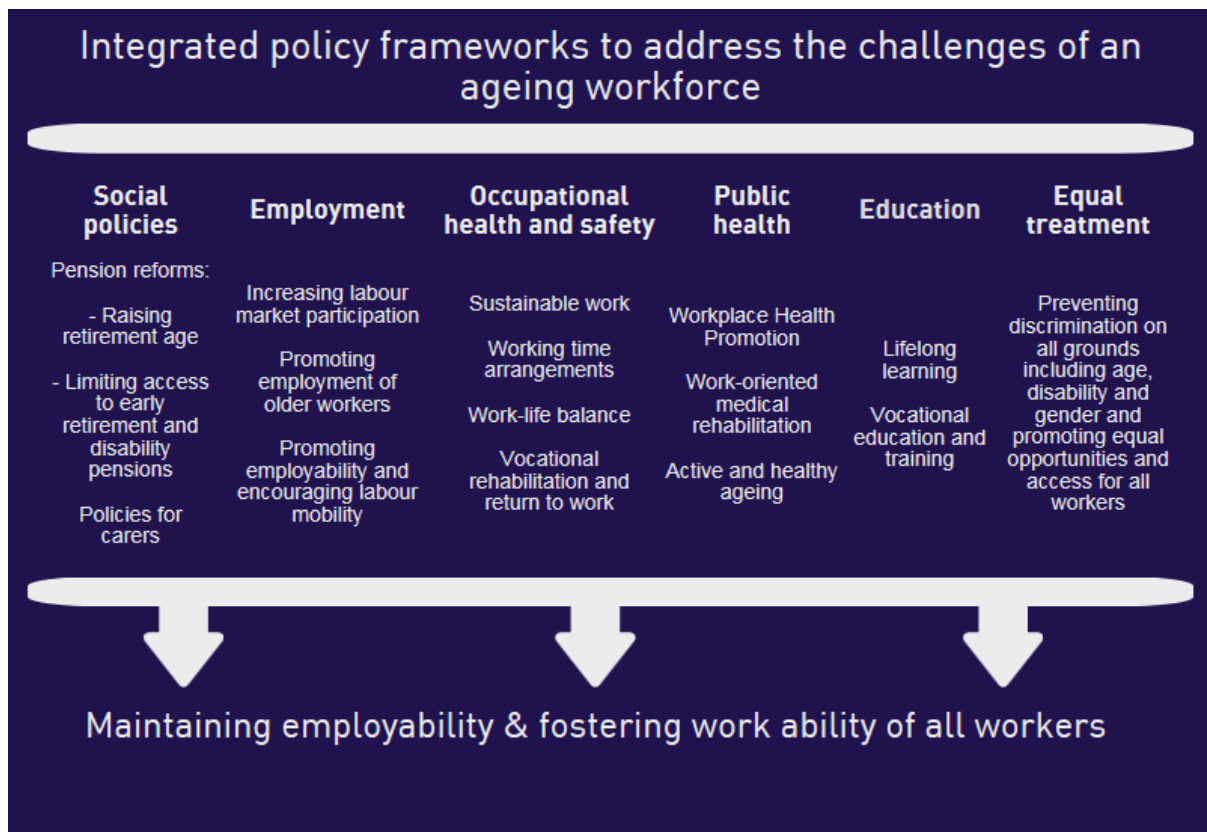 Integrated policy frameworks to address the challenges of an
ageing workforce
Social
policies
Pension reforms:
- Raising
retirement age
- Limiting access
to early
retirement and
disability
pensions
Policies for
carers
Employment
Increasing labour
market participation
Promoting
employment of
older workers
Promoting
employability and
encouraging labour
mobility
Occupational
health and safety
Sustainable work
Working time
arrangements
Work-life balance
Vocational
rehabilitation and
return to work
Public
health
Workplace Health
Promotion
Work-oriented
medical
rehabilitation
Active and healthy
ageing
Education
Lifelong
learning
Vocational
education and
training
Equal
treatment
Preventing
discrimination on
all grounds
including age,
disability and
gender and
promoting equal
opportunities and
access for all
workers
Maintaining employability & fostering work ability of all workers